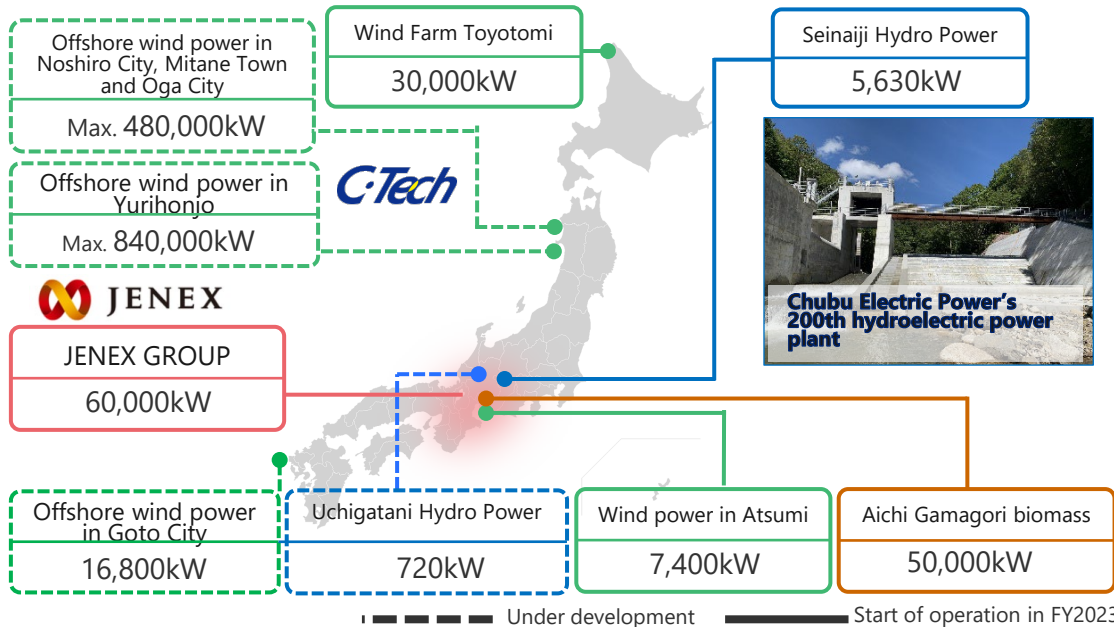 Offshore wind power in
Noshiro City, Mitane Town
and Oga City
Max. 480,000kW
Wind Farm Toyotomi
30,000kW
Seinaiji Hydro Power
5,630kW
Offshore wind power in
Yurihonjo
Max. 840,000kW
C-Tech
JENEX
JENEX GROUP
60,000kW
Chubu Electric Power's
200th hydroelectric power
plant
Offshore wind power
in Goto City
16,800kW
Uchigatani Hydro Power
720kW
Wind power in Atsumi
7,400kW
Aichi Gamagori biomass
50,000kW
Under development
Start of operation in FY2023